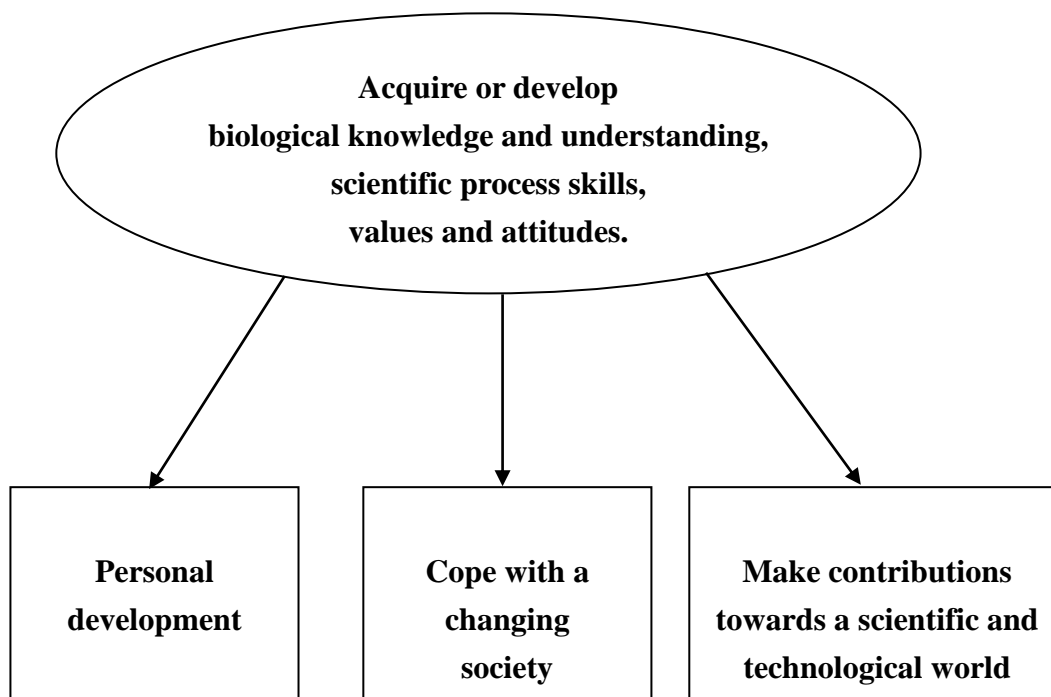 Acquire or develop
biological knowledge and understanding,
scientific process skills,
values and attitudes.
Personal
development
Cope with a
changing
society
Make contributions
towards a scientific and
technological world